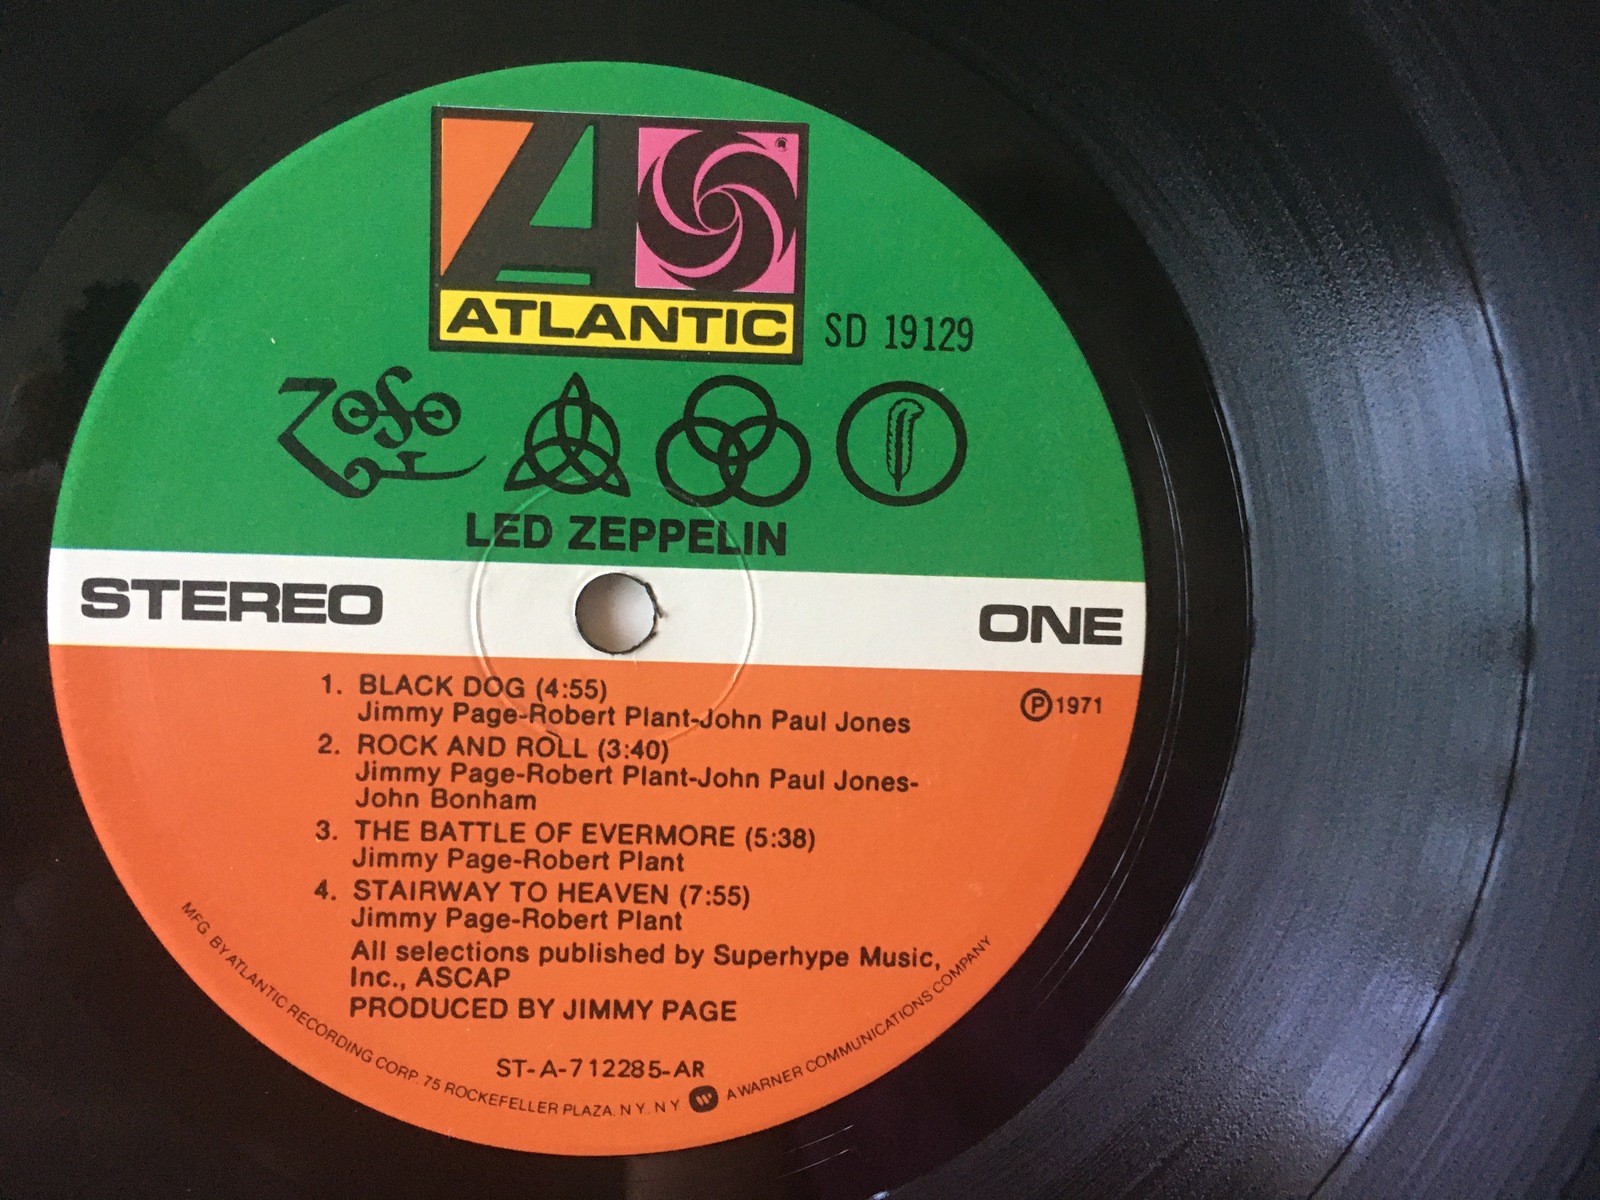 ATLANTIC
SD 19129
LED ZEPPELIN
STEREO
ONE
1. BLACK DOG (4:55)
Jimmy Page-Robert Plant-John Paul Jones
Ⓟ1971
2. ROCK AND ROLL (3:40)
Jimmy Page-Robert Plant-John Paul Jones-
John Bonham
3. THE BATTLE OF EVERMORE (5:38)
Jimmy Page-Robert Plant
4. STAIRWAY TO HEAVEN (7:55)
Jimmy Page-Robert Plant
All selections published by Superhype Music,
Inc., ASCAP
PRODUCED BY JIMMY PAGE
ST-A-712285-AR
MFG. BY ATLANTIC RECORDING CORP. 75 ROCKEFELLER PLAZA. N.Y. N.Y. A WARNER COMMUNICATIONS COMPANY